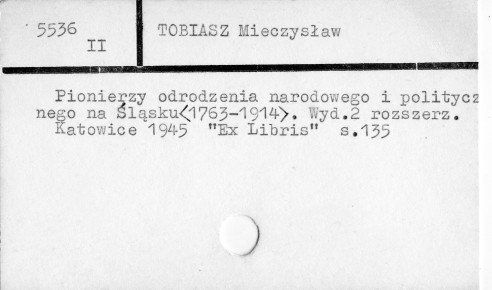 5536
II
TOBIASZ Mieczysław
Pionierzy odrodzenia narodowego i politycz
nego na Śląsku<1763-1914>. Wyd.2 rozszerz.
Katowice 1945 "Ex Libris" s.135